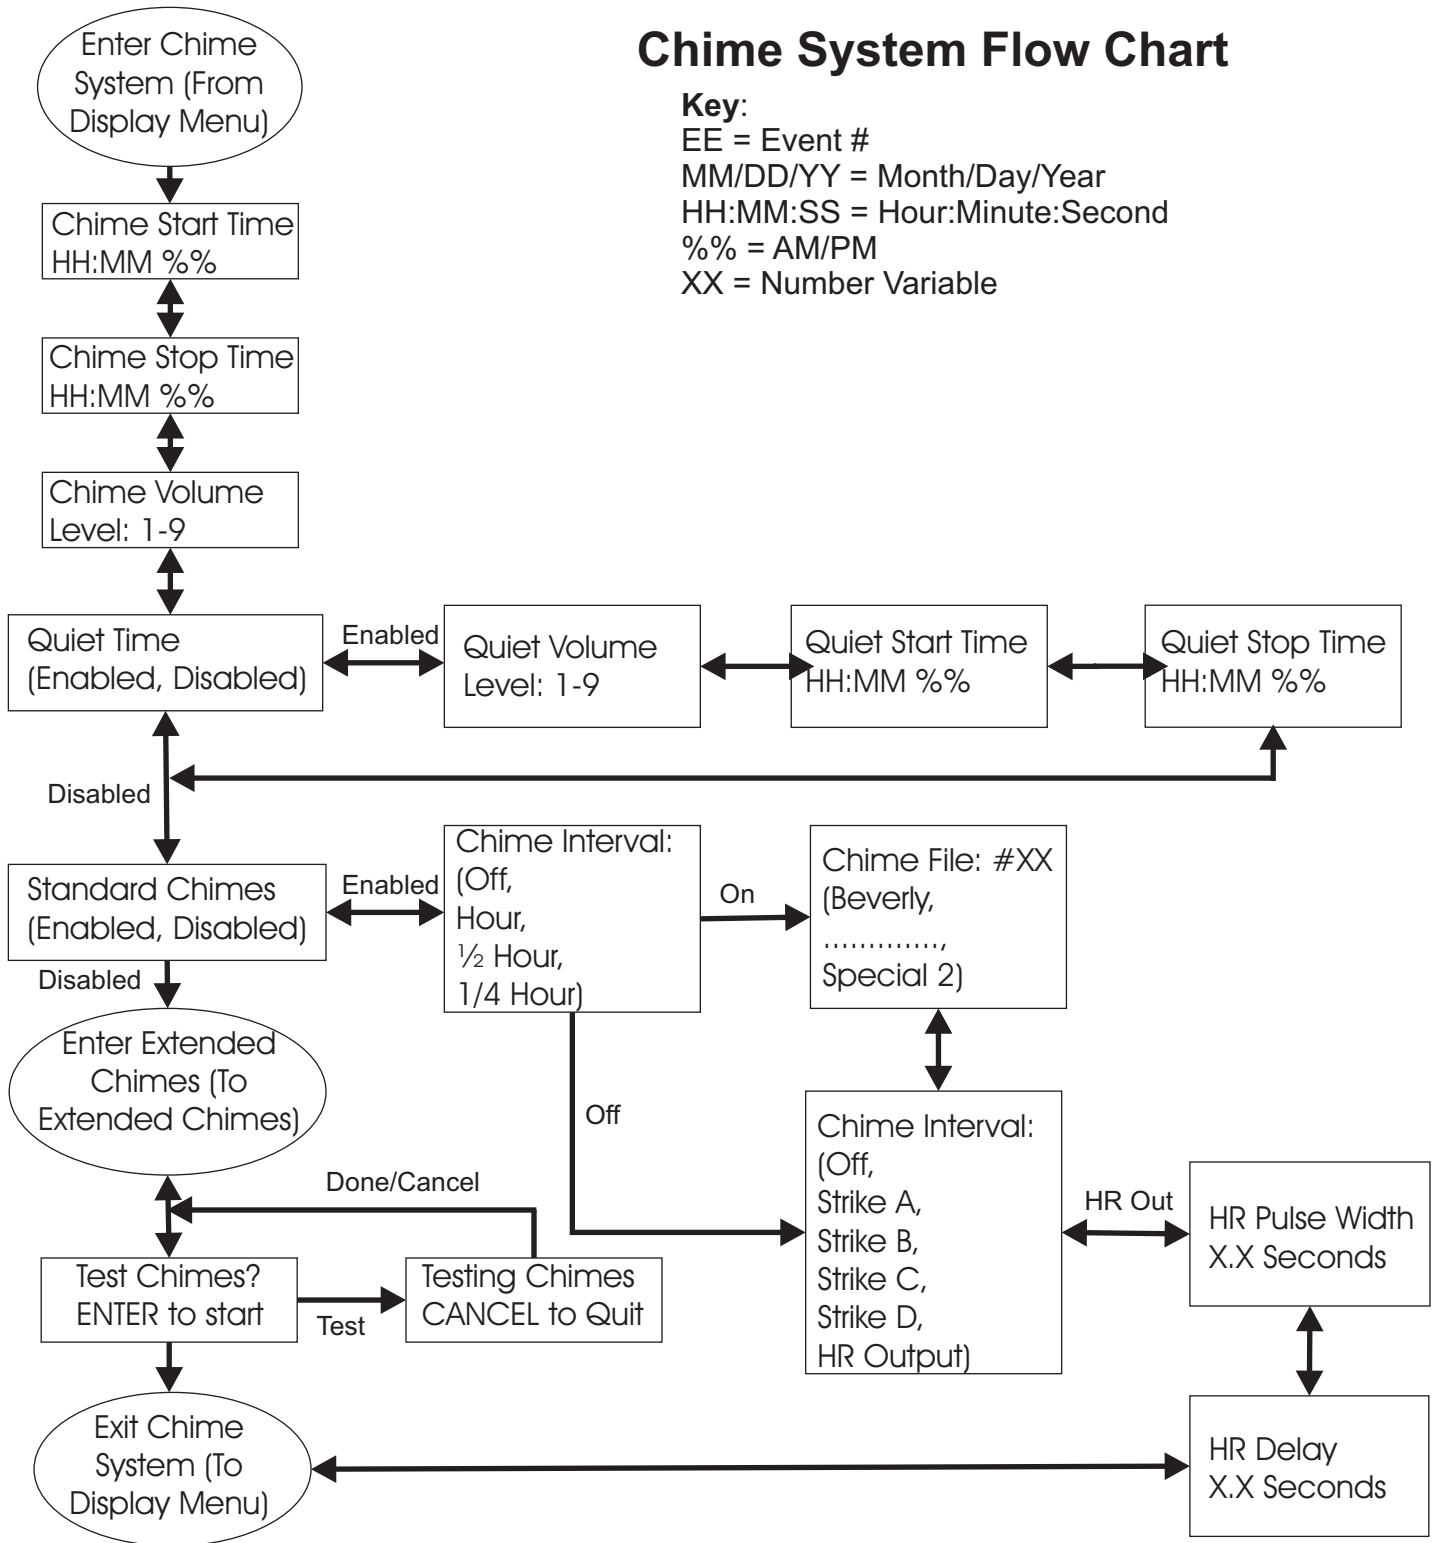 Chime System Flow Chart
Key:
EE = Event #
MM/DD/YY = Month/Day/Year
HH:MM:SS = Hour:Minute:Second
%% = AM/PM
XX = Number Variable
Enter Chime
System (From
Display Menu)
Chime Start Time
HH:MM %%
Chime Stop Time
HH:MM %%
Chime Volume
Level: 1-9
Quiet Time
(Enabled, Disabled)
Enabled
Quiet Volume
Level: 1-9
Quiet Start Time
HH:MM %%
Quiet Stop Time
HH:MM %%
Disabled
Standard Chimes
(Enabled, Disabled)
Enabled
Chime Interval:
(Off,
Hour,
½ Hour,
1/4 Hour)
On
Chime File: #XX
(Beverly,
.............,
Special 2)
Disabled
Enter Extended
Chimes (To
Extended Chimes)
Off
Chime Interval:
(Off,
Strike A,
Strike B,
Strike C,
Strike D,
HR Output)
HR Out
HR Pulse Width
X.X Seconds
Done/Cancel
Test Chimes?
ENTER to start
Test
Testing Chimes
CANCEL to Quit
Exit Chime
System (To
Display Menu)
HR Delay
X.X Seconds